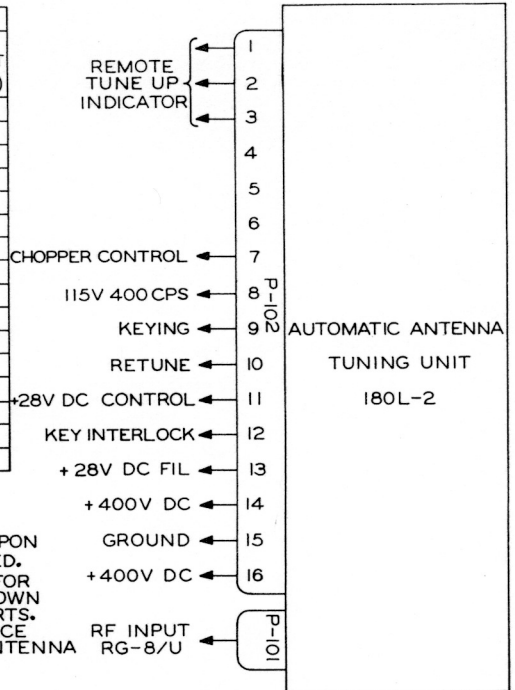 REMOTE
TUNE UP
INDICATOR
1
2
3
4
5
6
CHOPPER CONTROL 7
115V 400 CPS 8
KEYING 9
RETUNE 10
+28V DC CONTROL 11
KEY INTERLOCK 12
+28V DC FIL 13
+400V DC 14
GROUND 15
+400V DC 16
P-102
RF INPUT
RG-8/U
P-101
AUTOMATIC ANTENNA
TUNING UNIT
180L-2